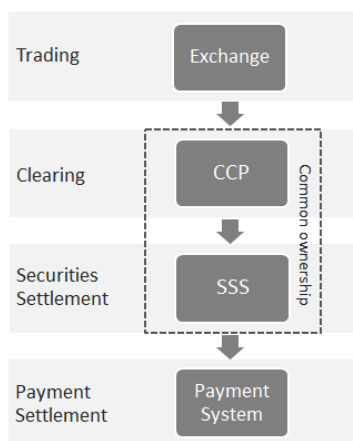 Trading
Exchange
Clearing
CCP
Common ownership
Securities
Settlement
SSS
Payment
Settlement
Payment
System